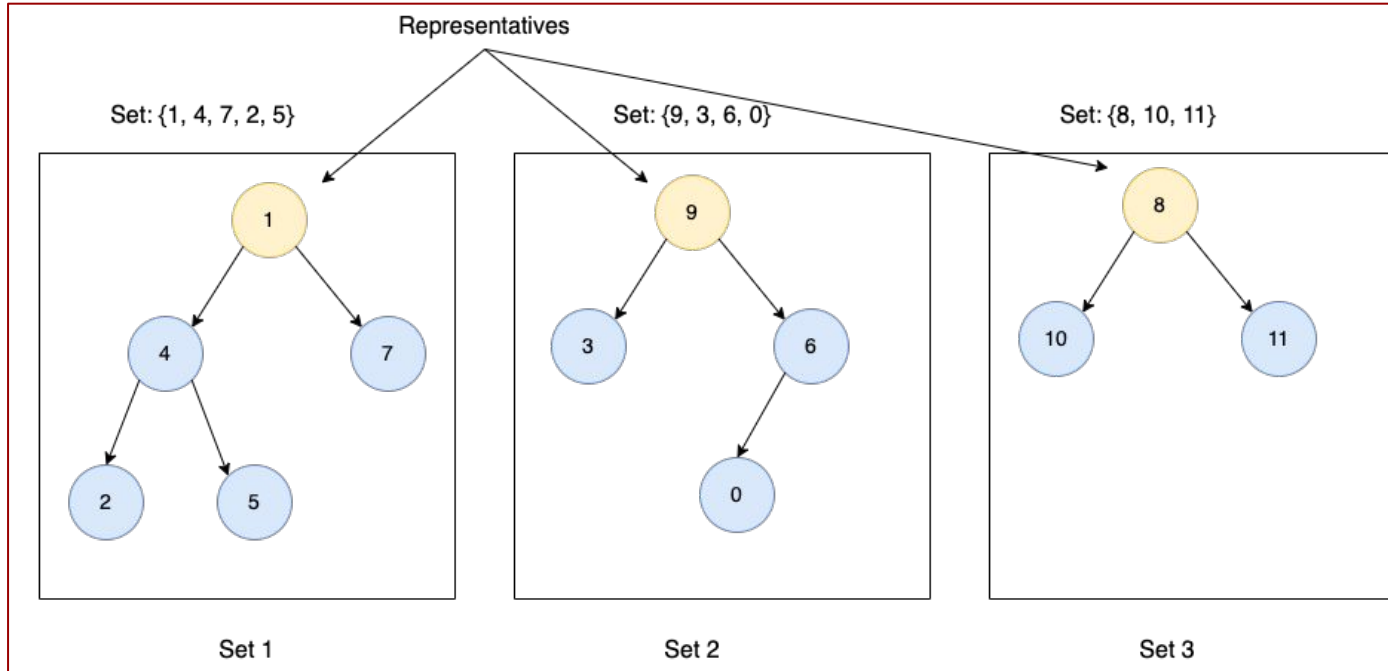 Representatives
Set: {1, 4, 7, 2, 5}
Set: {9, 3, 6, 0}
Set: {8, 10, 11}
1
9
8
4
7
3
6
10
11
2
5
0
Set 1
Set 2
Set 3